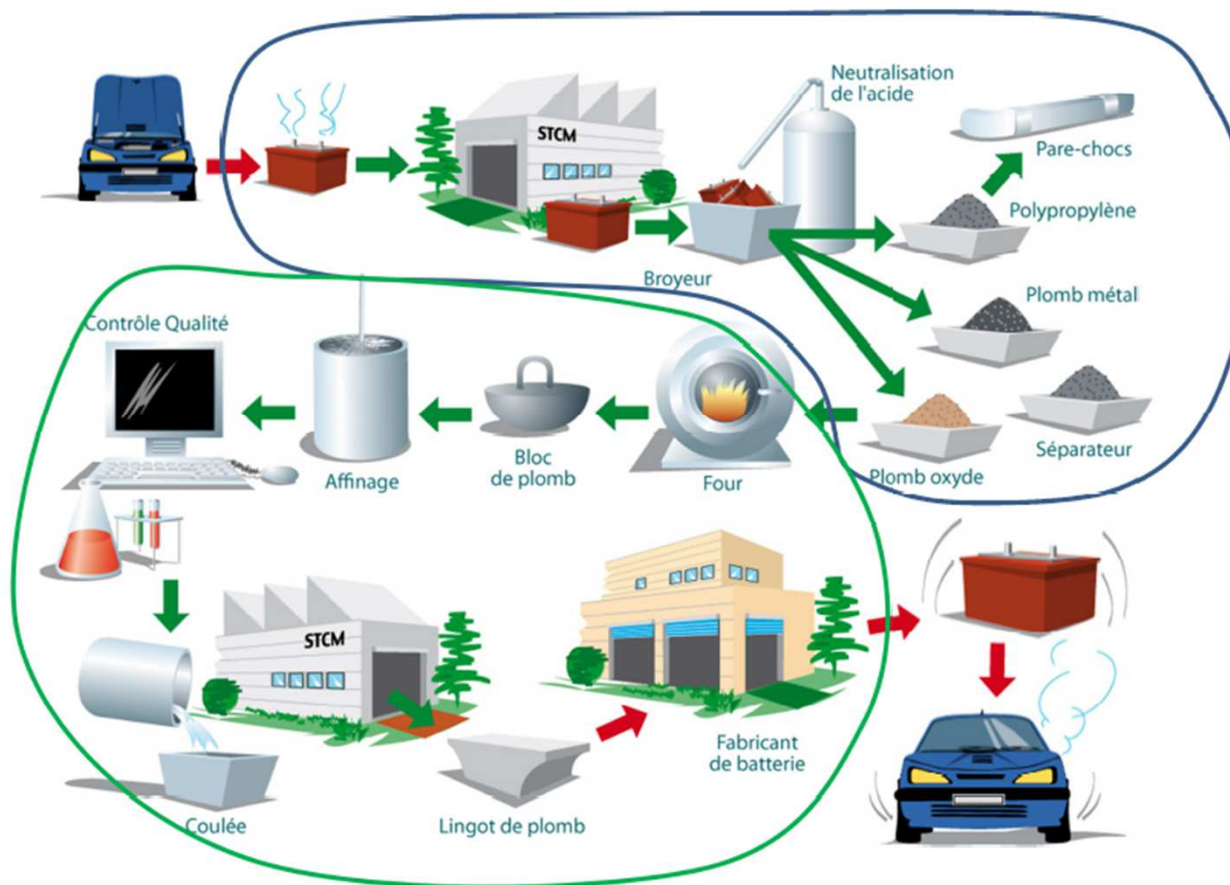 Neutralisation
de l'acide
STCM
Pare-chocs
Polypropylène
Broyeur
Plomb métal
Contrôle Qualité
Séparateur
Bloc
de plomb
Affinage
Four
Plomb oxyde
STCM
Fabricant
de batterie
Coulée
Lingot de plomb